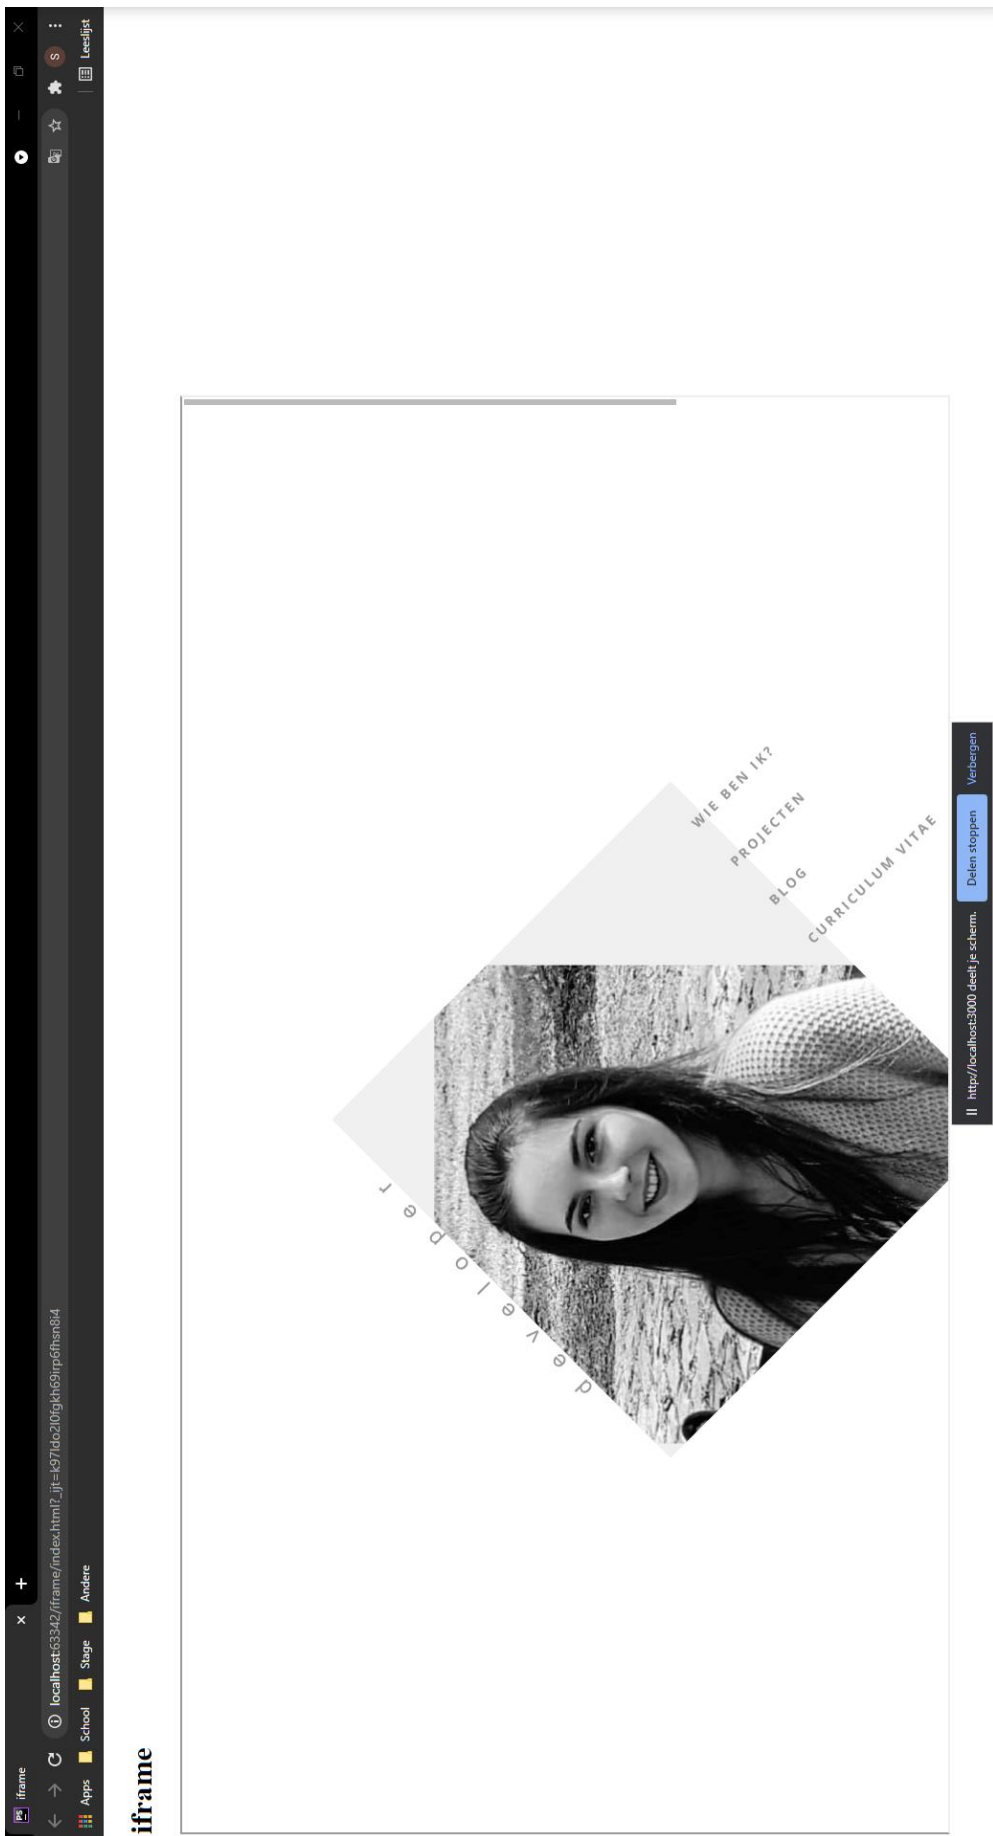 iframe
localhost:63342/iframe/index.html?_ijt=k97ldo2l0fgkh69irp6fhsn8i4
Apps School Stage Andere Leeslijst
iframe
developer
s
WIE BEN IK?
PROJECTEN
BLOG
CURRICULUM VITAE
http://localhost:3000 deelt je scherm. Delen stoppen Verbergen